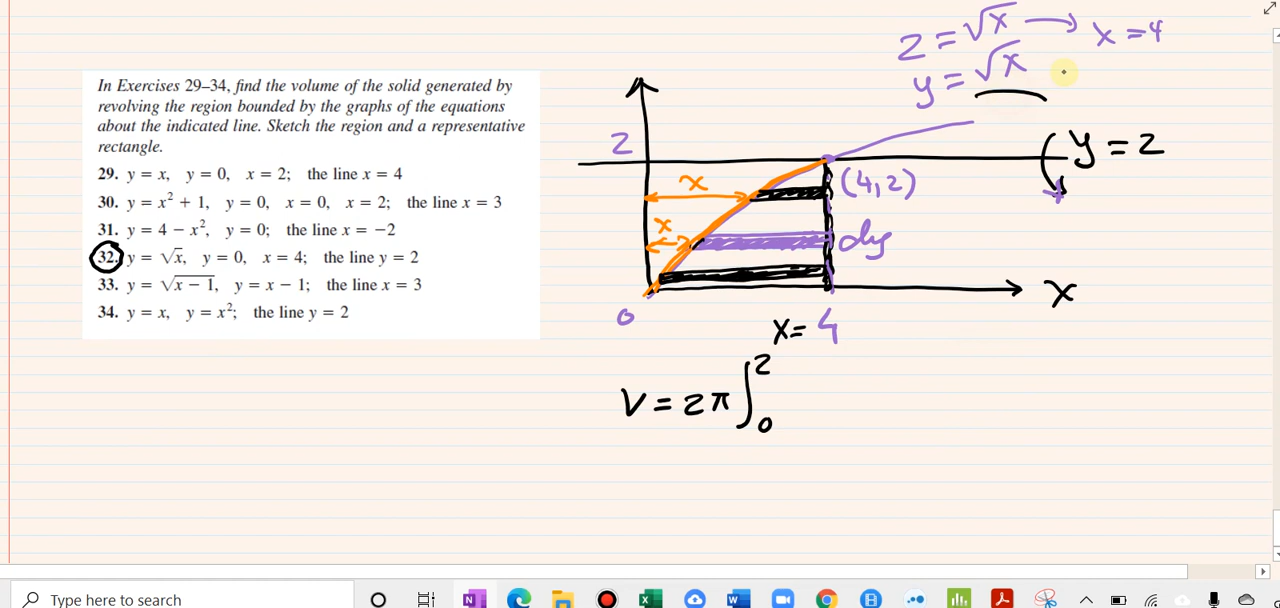 In Exercises 29–34, find the volume of the solid generated by
revolving the region bounded by the graphs of the equations
about the indicated line. Sketch the region and a representative
rectangle.
29. y = x, y = 0, x = 2; the line x = 4
30. y = x² + 1, y = 0, x = 0, x = 2; the line x = 3
31. y = 4 − x², y = 0; the line x = −2
32. y = √x, y = 0, x = 4; the line y = 2
33. y = √(x − 1), y = x − 1; the line x = 3
34. y = x, y = x²; the line y = 2
2 = √x → x = 4
y = √x
2
y = 2
x
(4,2)
x
dy
0
x = 4
x
V = 2π ∫₀²
Type here to search